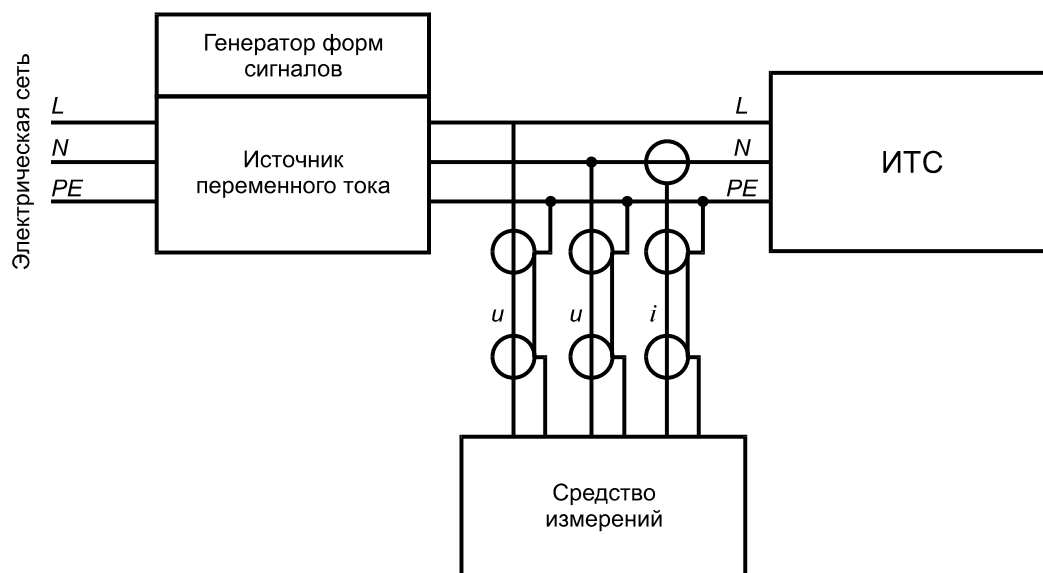 Электрическая сеть
Генератор форм
сигналов
L
N
PE
Источник
переменного тока
L
N
PE
ИТС
u
u
i
Средство
измерений